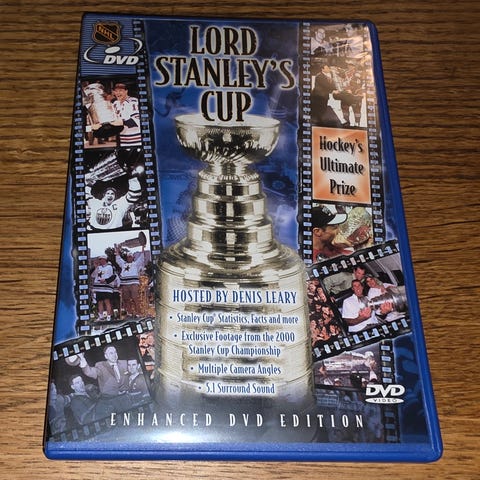 NHL
DVD
LORD
STANLEY'S
CUP
Hockey's
Ultimate
Prize
HOSTED BY DENIS LEARY
• Stanley Cup® Statistics, Facts and more
• Exclusive Footage from the 2000
Stanley Cup Championship
• Multiple Camera Angles
• 5.1 Surround Sound
DVD
VIDEO
ENHANCED DVD EDITION